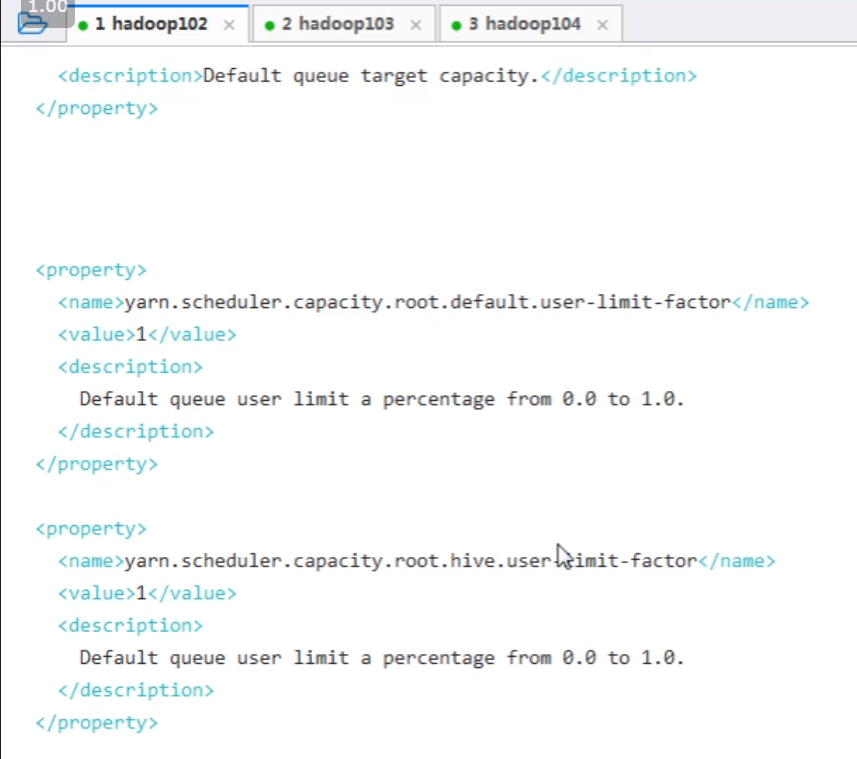 1.00
1 hadoop102 × 2 hadoop103 × 3 hadoop104 ×
<description>Default queue target capacity.</description>
</property>
<property>
<name>yarn.scheduler.capacity.root.default.user-limit-factor</name>
<value>1</value>
<description>
Default queue user limit a percentage from 0.0 to 1.0.
</description>
</property>
<property>
<name>yarn.scheduler.capacity.root.hive.user-limit-factor</name>
<value>1</value>
<description>
Default queue user limit a percentage from 0.0 to 1.0.
</description>
</property>